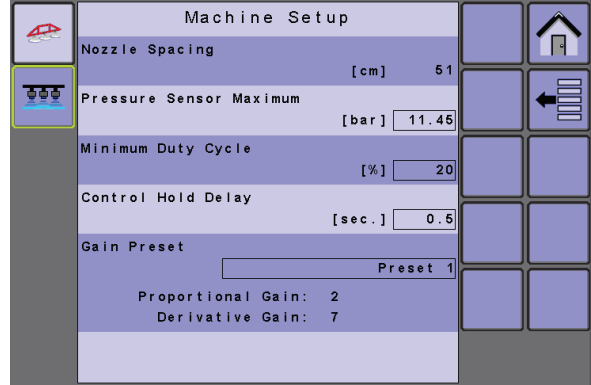 Machine Setup
Nozzle Spacing
[cm] 51
Pressure Sensor Maximum
[bar] 11.45
Minimum Duty Cycle
[%] 20
Control Hold Delay
[sec.] 0.5
Gain Preset
Preset 1
Proportional Gain: 2
Derivative Gain: 7